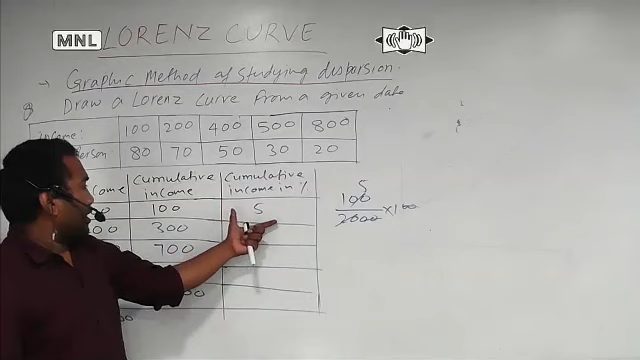 MNL
LORENZ CURVE
→ Graphic Method of Studying dispersion.
Q Draw a Lorenz Curve from a given data
income: 100 200 400 500 800
person: 80 70 50 30 20
Cumulative income
Cumulative income in %
100 5
300
700
5
100
2000 ×100